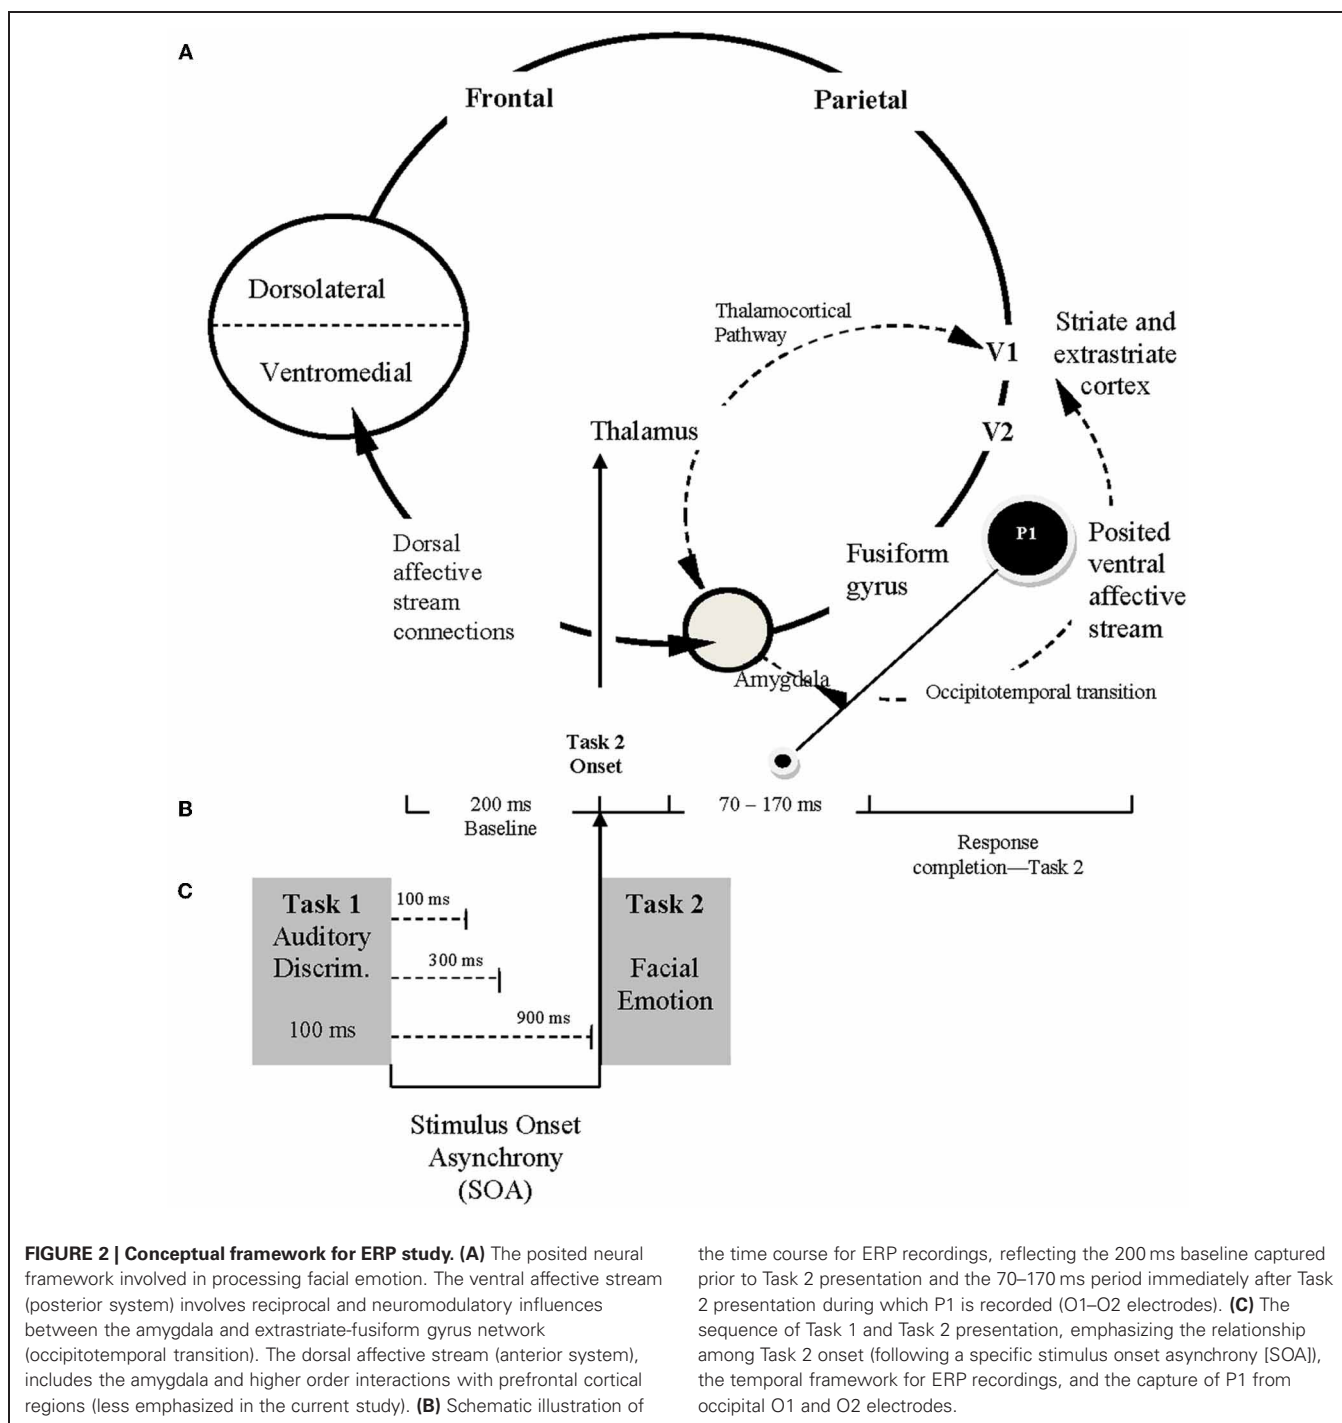 A
Frontal
Parietal
Dorsolateral
Ventromedial
Thalamocortical
Pathway
V1
Striate and
extrastriate
cortex
V2
Thalamus
P1
Dorsal
affective
stream
connections
Fusiform
gyrus
Posited
ventral
affective
stream
Amygdala
Occipitotemporal transition
Task 2
Onset
B
200 ms
Baseline
70 – 170 ms
Response
completion—Task 2
C
Task 1
Auditory
Discrim.
100 ms
100 ms
300 ms
900 ms
Task 2
Facial
Emotion
Stimulus Onset
Asynchrony
(SOA)
FIGURE 2 | Conceptual framework for ERP study. (A) The posited neural
framework involved in processing facial emotion. The ventral affective stream
(posterior system) involves reciprocal and neuromodulatory influences
between the amygdala and extrastriate-fusiform gyrus network
(occipitotemporal transition). The dorsal affective stream (anterior system),
includes the amygdala and higher order interactions with prefrontal cortical
regions (less emphasized in the current study). (B) Schematic illustration of
the time course for ERP recordings, reflecting the 200 ms baseline captured
prior to Task 2 presentation and the 70–170 ms period immediately after Task
2 presentation during which P1 is recorded (O1–O2 electrodes). (C) The
sequence of Task 1 and Task 2 presentation, emphasizing the relationship
among Task 2 onset (following a specific stimulus onset asynchrony [SOA]),
the temporal framework for ERP recordings, and the capture of P1 from
occipital O1 and O2 electrodes.